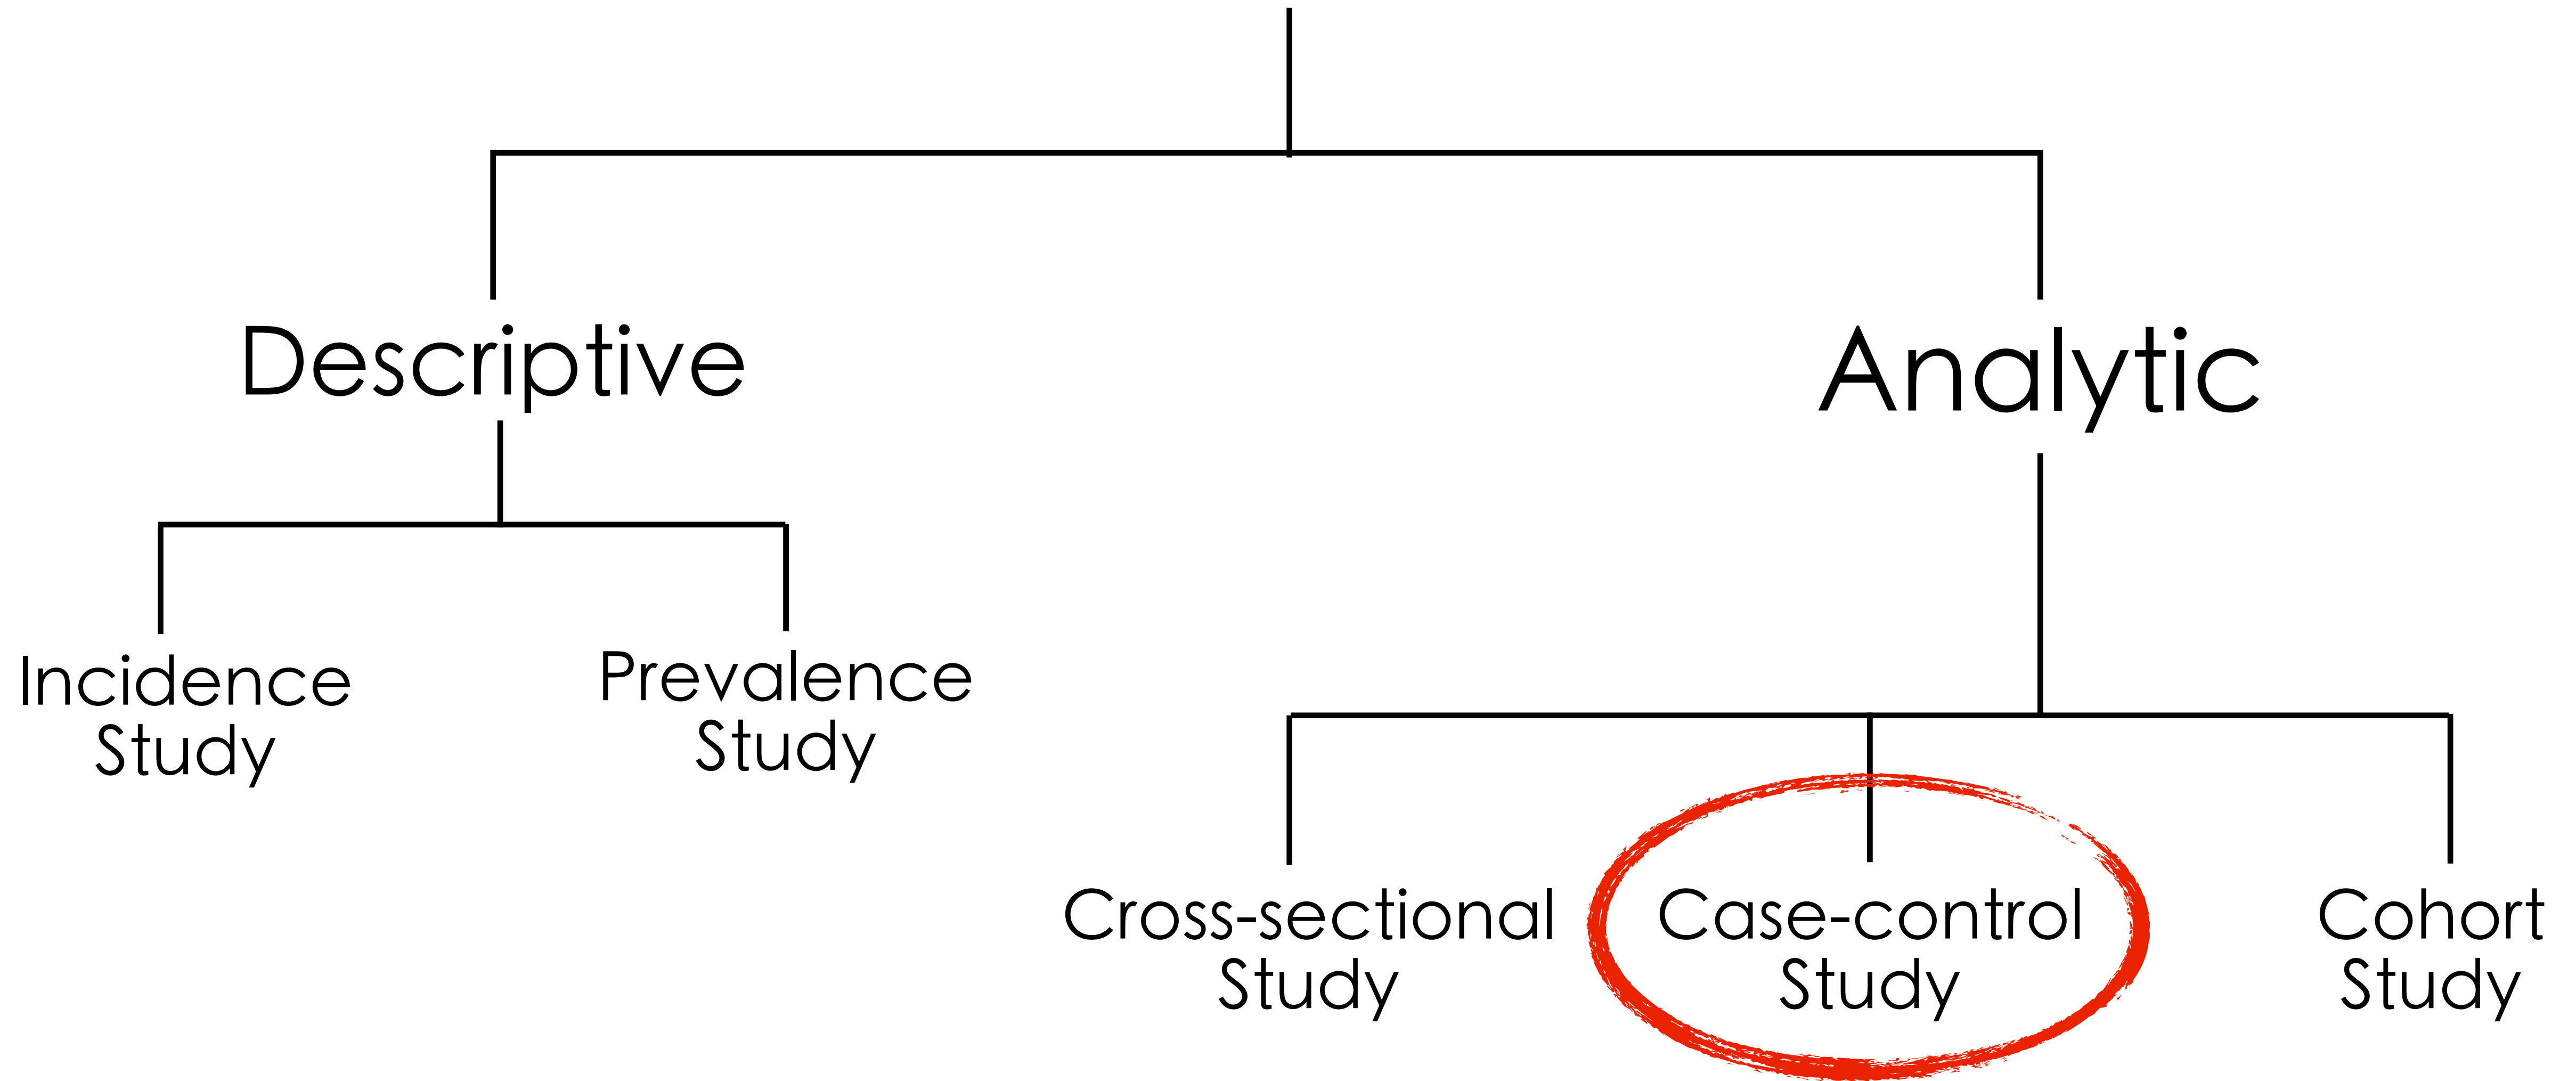 Descriptive
Analytic
Incidence
Study
Prevalence
Study
Cross-sectional
Study
Case-control
Study
Cohort
Study